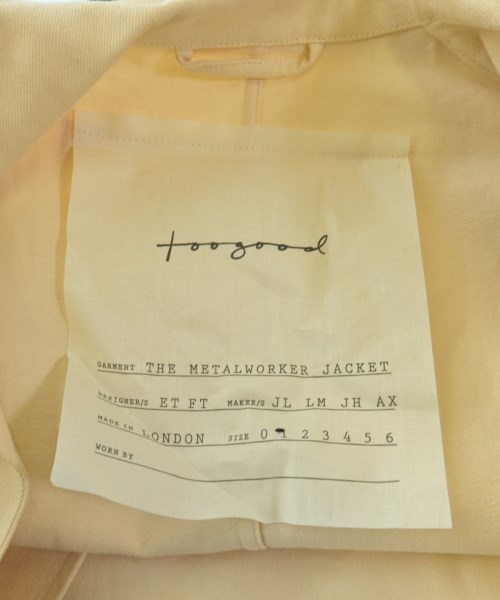 toogood
GARMENT THE METALWORKER JACKET
DESIGNER/S ET FT MAKER/S JL LM JH AX
MADE IN LONDON SIZE 0 1 2 3 4 5 6
WORN BY